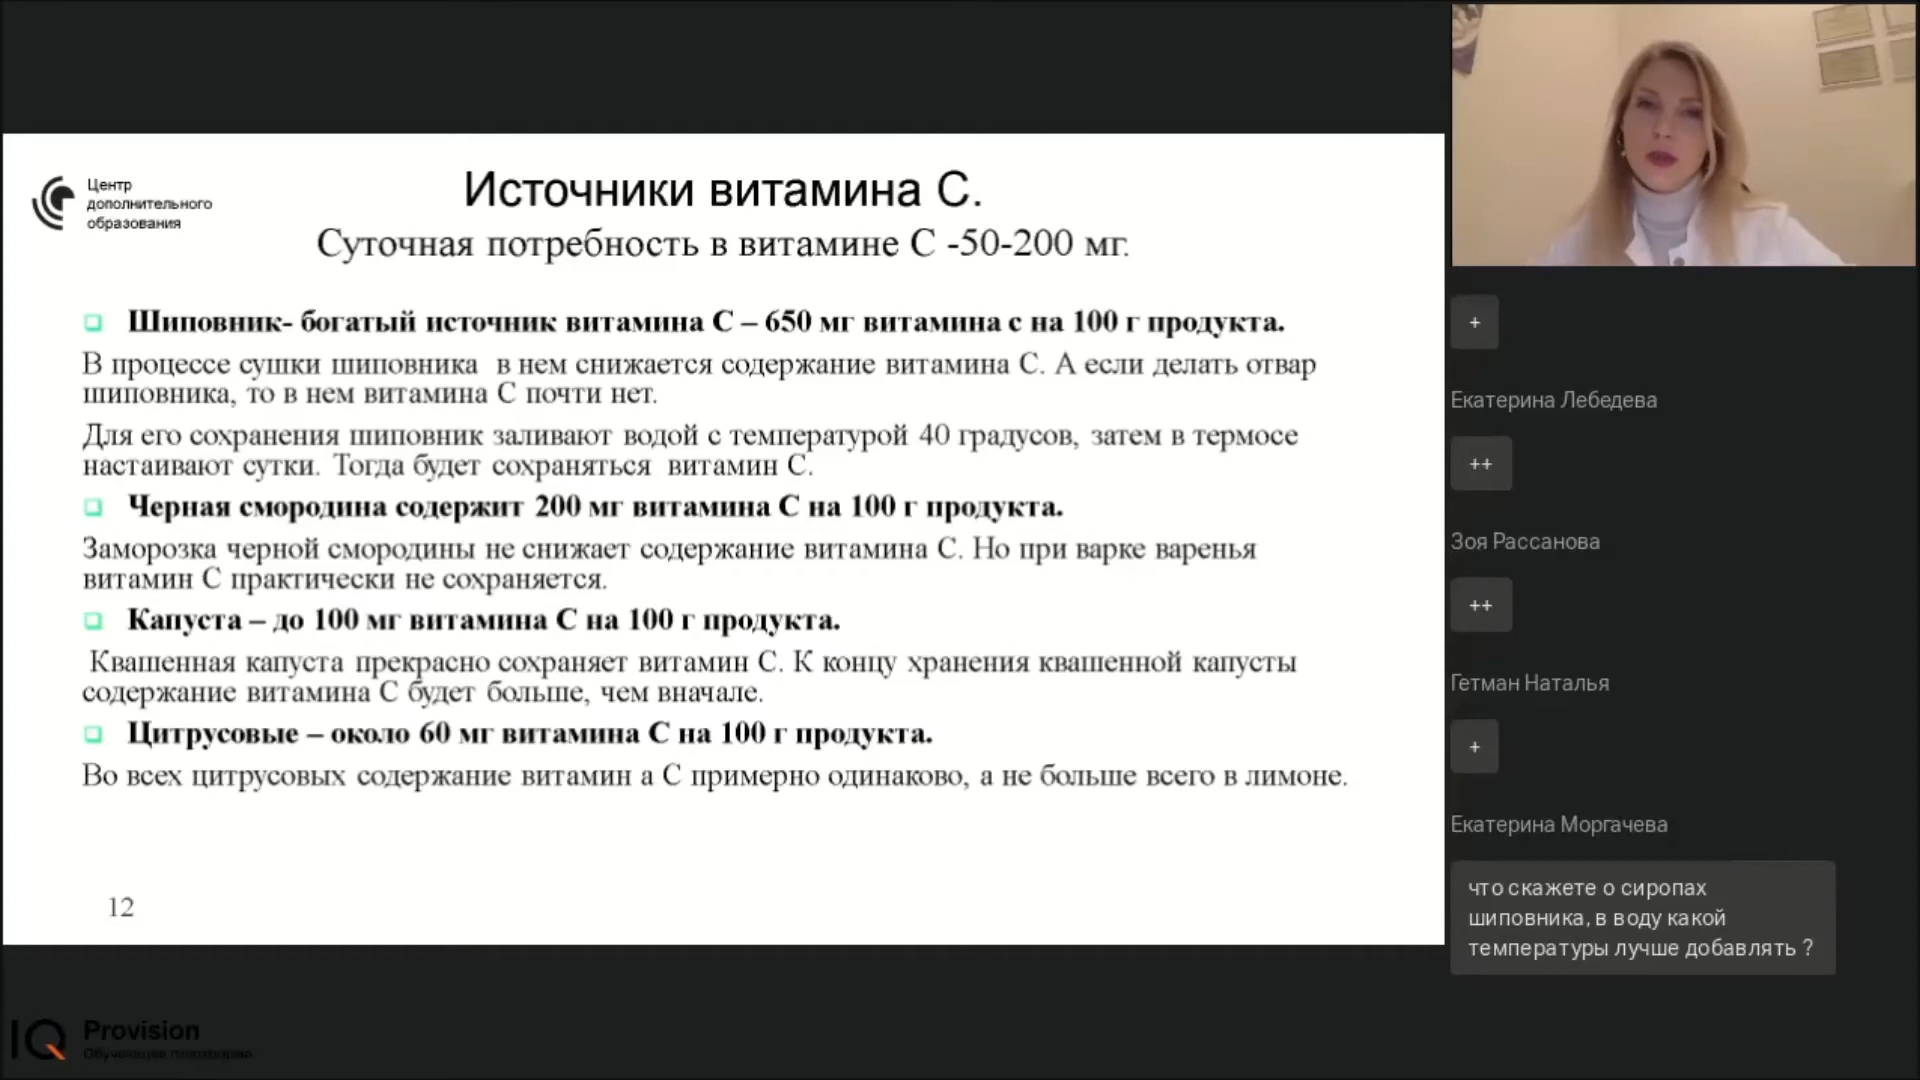 Центр
дополнительного
образования
Источники витамина С.
Суточная потребность в витамине С -50-200 мг.
Шиповник- богатый источник витамина С – 650 мг витамина с на 100 г продукта.
В процессе сушки шиповника в нем снижается содержание витамина С. А если делать отвар
шиповника, то в нем витамина С почти нет.
Для его сохранения шиповник заливают водой с температурой 40 градусов, затем в термосе
настаивают сутки. Тогда будет сохраняться витамин С.
Черная смородина содержит 200 мг витамина С на 100 г продукта.
Заморозка черной смородины не снижает содержание витамина С. Но при варке варенья
витамин С практически не сохраняется.
Капуста – до 100 мг витамина С на 100 г продукта.
Квашенная капуста прекрасно сохраняет витамин С. К концу хранения квашенной капусты
содержание витамина С будет больше, чем вначале.
Цитрусовые – около 60 мг витамина С на 100 г продукта.
Во всех цитрусовых содержание витамин а С примерно одинаково, а не больше всего в лимоне.
12
+
Екатерина Лебедева
++
Зоя Рассанова
++
Гетман Наталья
+
Екатерина Моргачева
что скажете о сиропах
шиповника, в воду какой
температуры лучше добавлять ?
IQ Provision
Обучающая платформа